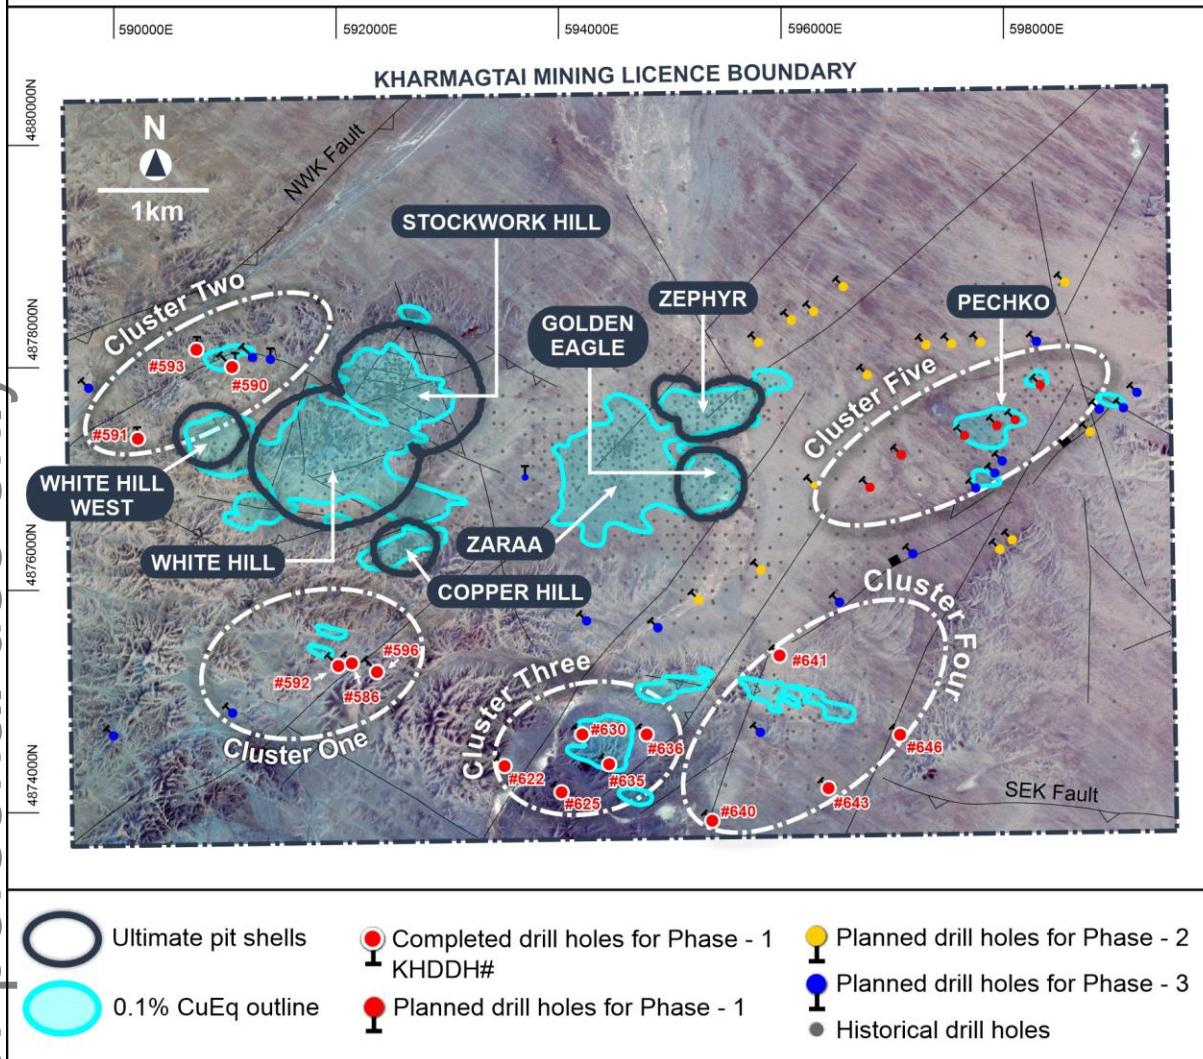 590000E
592000E
594000E
596000E
598000E
KHARMAGTAI MINING LICENCE BOUNDARY
4880000N
4878000N
4876000N
4874000N
N
1km
NWK Fault
STOCKWORK HILL
Cluster Two
#593
#590
#591
ZEPHYR
PECHKO
GOLDEN
EAGLE
Cluster Five
WHITE HILL
WEST
WHITE HILL
ZARAA
COPPER HILL
Cluster One
#592
#586
#596
Cluster Three
#630
#636
#622
#635
#625
Cluster Four
#641
#646
#643
#640
SEK Fault
Ultimate pit shells
0.1% CuEq outline
Completed drill holes for Phase - 1
KHDDH#
Planned drill holes for Phase - 1
Planned drill holes for Phase - 2
Planned drill holes for Phase - 3
Historical drill holes